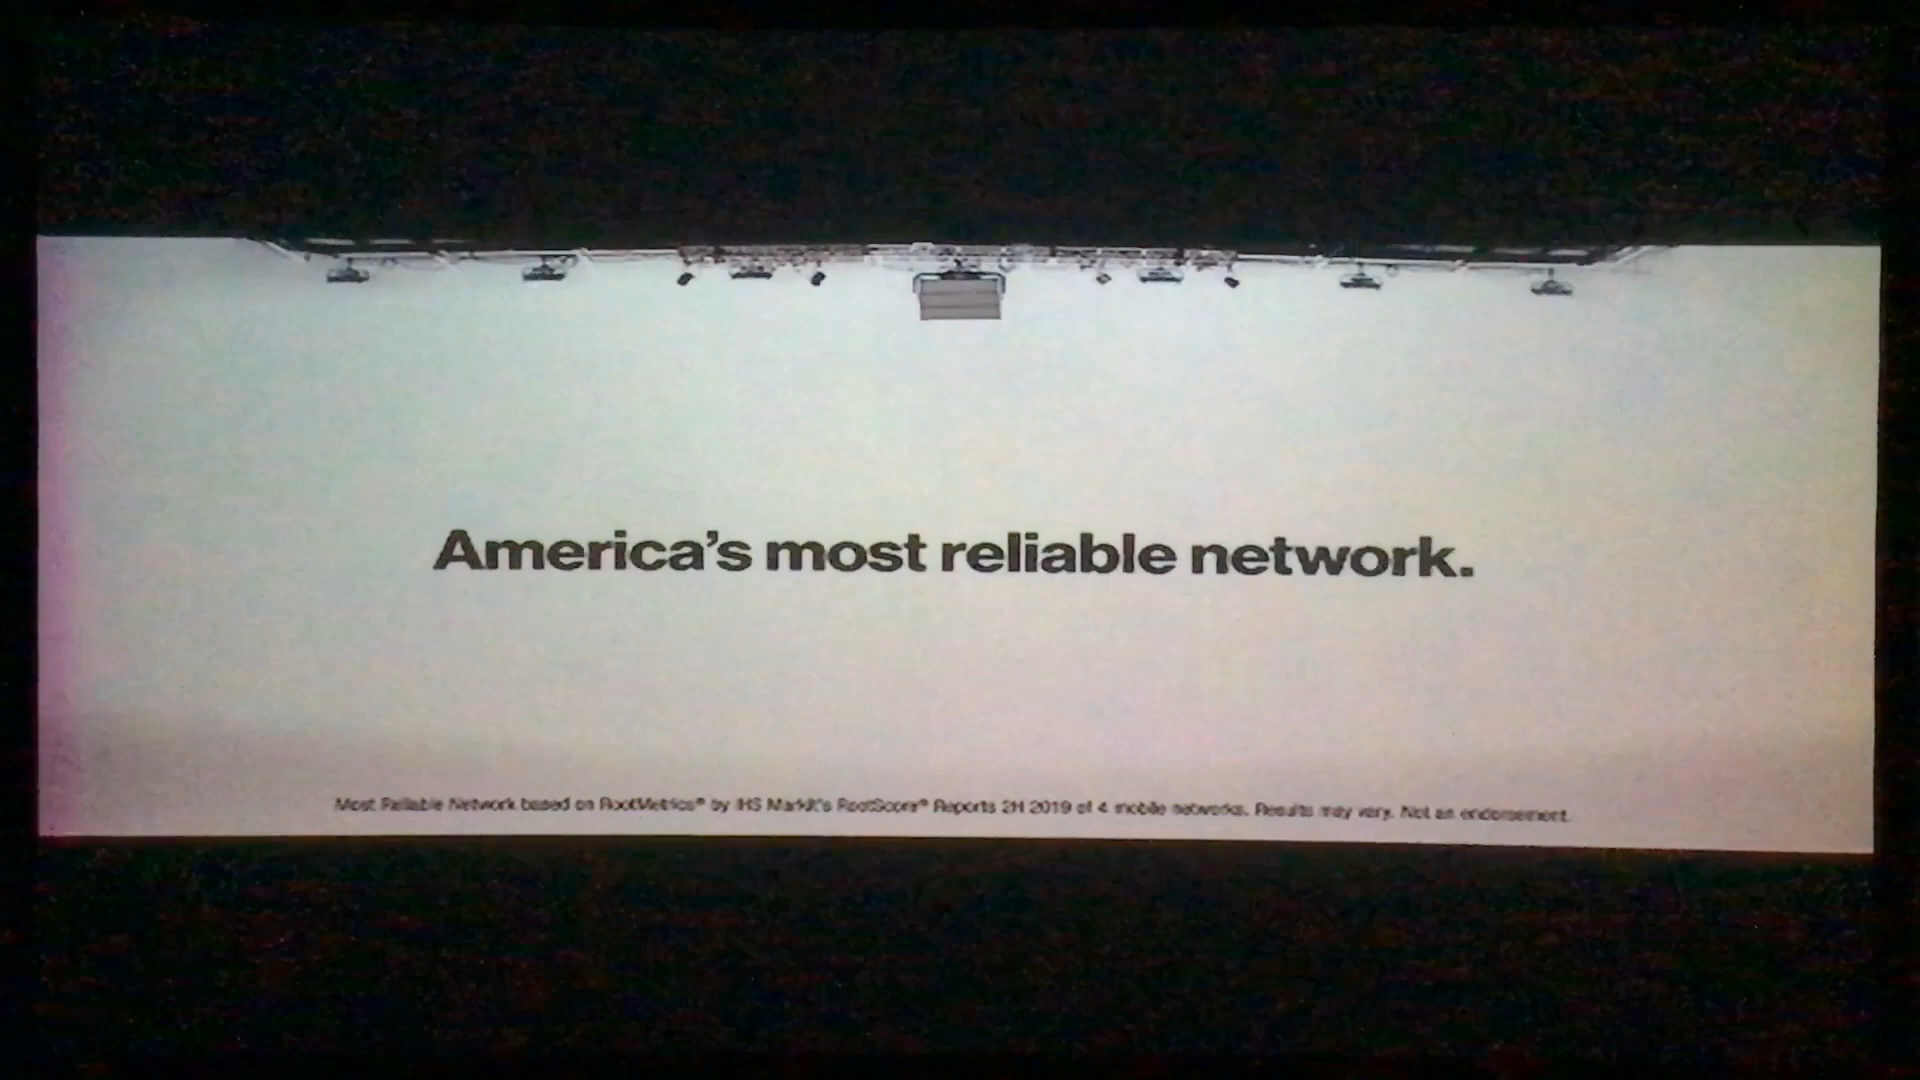 America's most reliable network.
Most Reliable Network based on RootMetrics® by IHS Markit's RootScore® Reports 2H 2019 of 4 mobile networks. Results may vary. Not an endorsement.